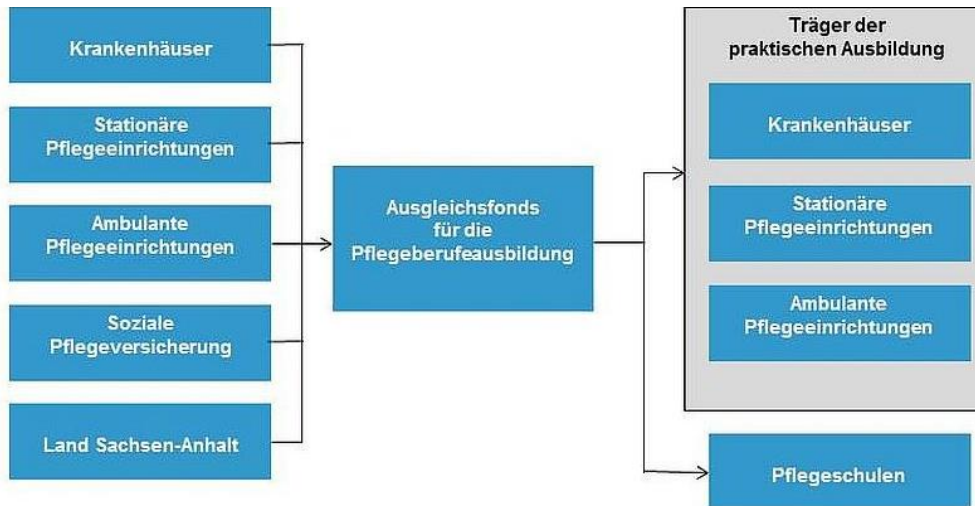 Krankenhäuser
Stationäre
Pflegeeinrichtungen
Ambulante
Pflegeeinrichtungen
Soziale
Pflegeversicherung
Land Sachsen-Anhalt
Ausgleichsfonds
für die
Pflegeberufeausbildung
Träger der
praktischen Ausbildung
Krankenhäuser
Stationäre
Pflegeeinrichtungen
Ambulante
Pflegeeinrichtungen
Pflegeschulen